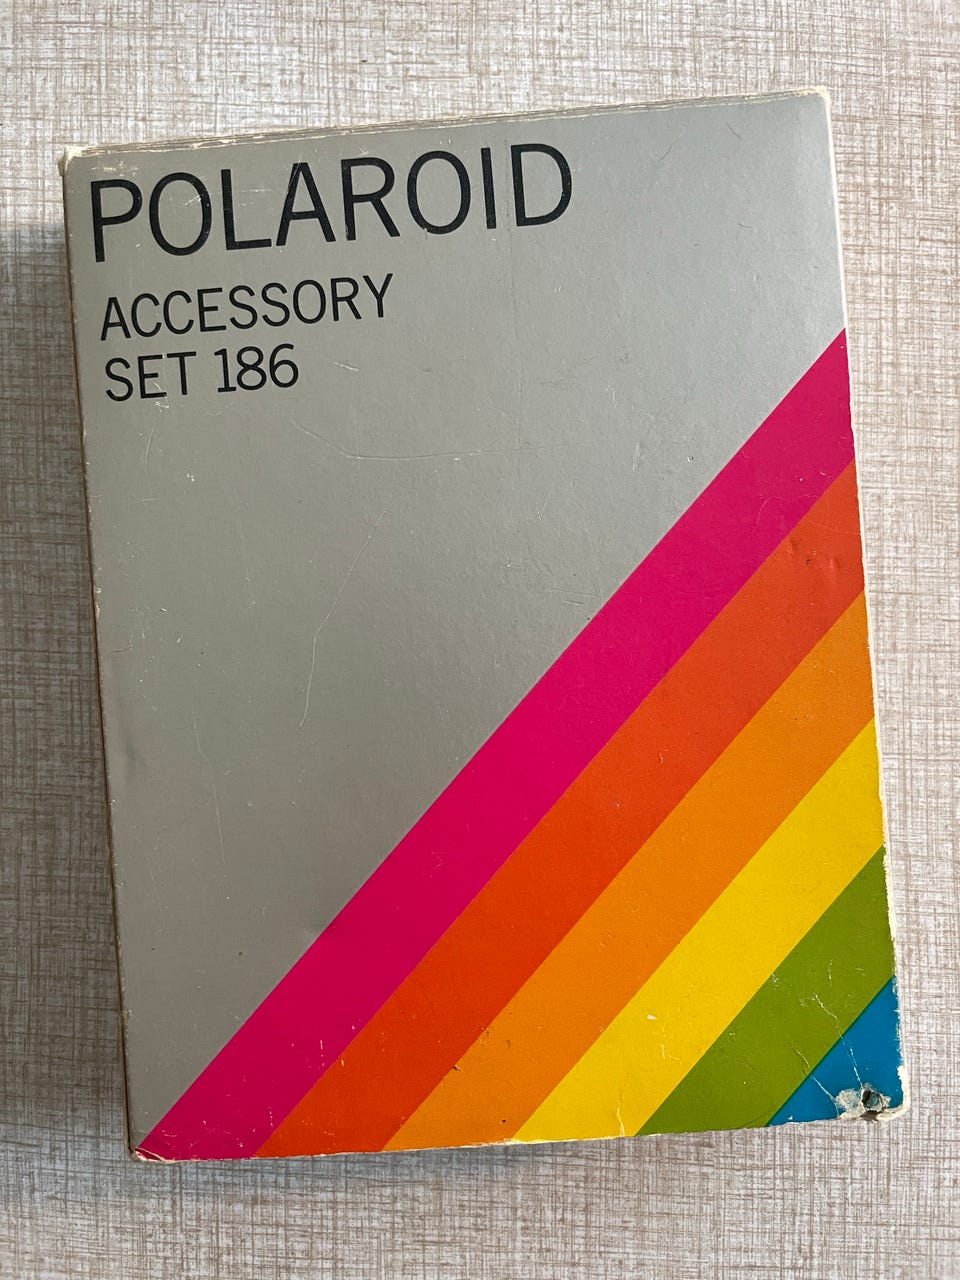 POLAROID
ACCESSORY
SET 186